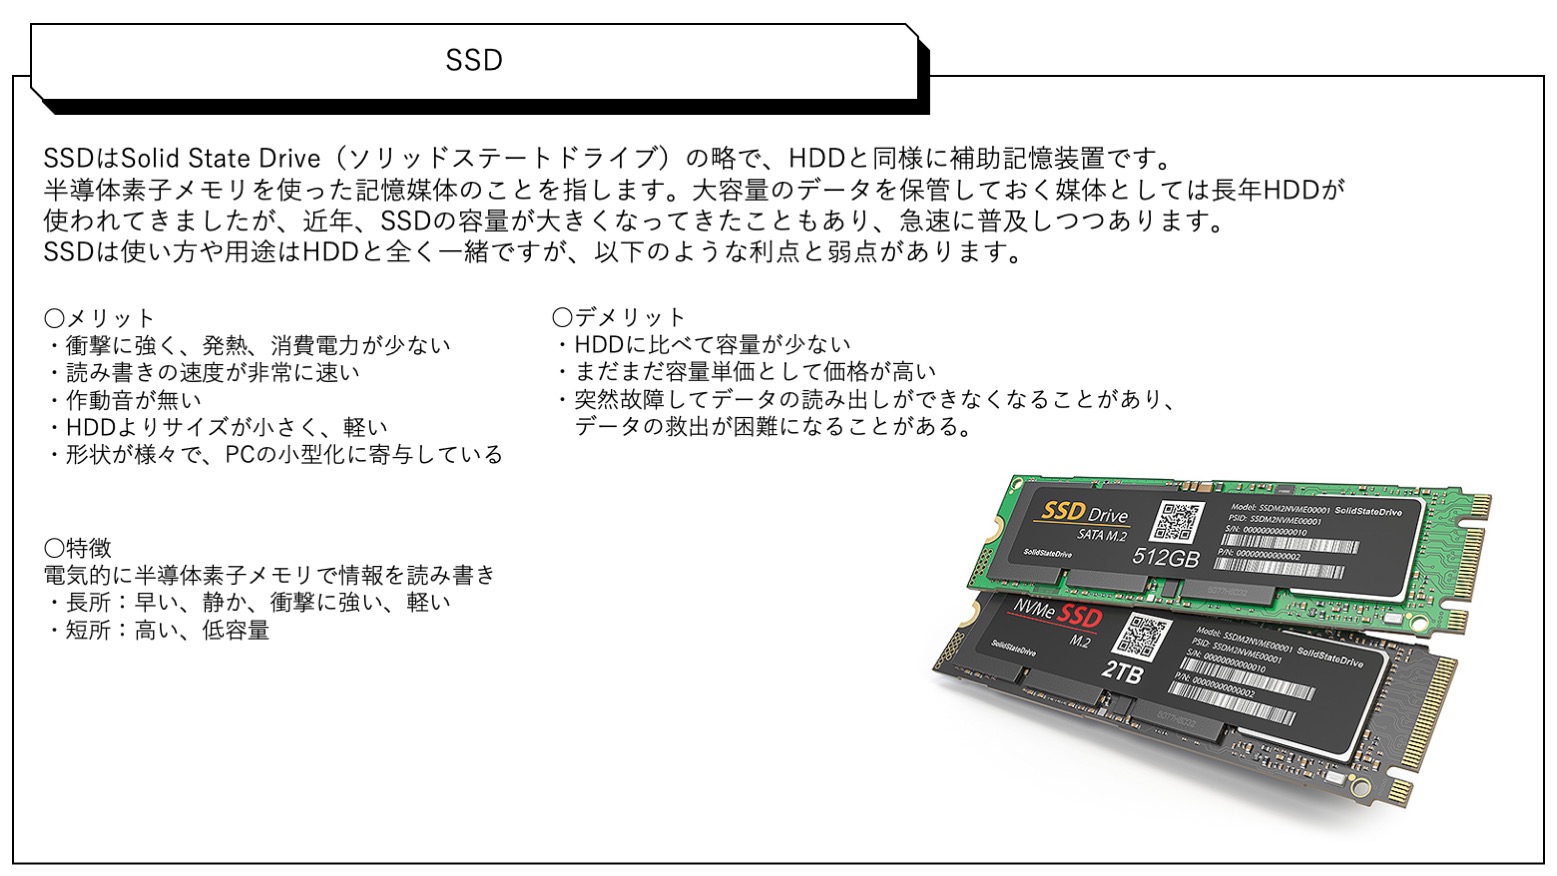 SSD
SSDはSolid State Drive（ソリッドステートドライブ）の略で、HDDと同様に補助記憶装置です。
半導体素子メモリを使った記憶媒体のことを指します。大容量のデータを保管しておく媒体としては長年HDDが
使われてきましたが、近年、SSDの容量が大きくなってきたこともあり、急速に普及しつつあります。
SSDは使い方や用途はHDDと全く一緒ですが、以下のような利点と弱点があります。
〇メリット
・衝撃に強く、発熱、消費電力が少ない
・読み書きの速度が非常に速い
・作動音が無い
・HDDよりサイズが小さく、軽い
・形状が様々で、PCの小型化に寄与している
〇デメリット
・HDDに比べて容量が少ない
・まだまだ容量単価として価格が高い
・突然故障してデータの読み出しができなくなることがあり、
データの救出が困難になることがある。
〇特徴
電気的に半導体素子メモリで情報を読み書き
・長所：早い、静か、衝撃に強い、軽い
・短所：高い、低容量
SSD Drive
SATA M.2
SolidStateDrive
512GB
Model: SSDM2NVME00001 SolidStateDrive
PSID: SSDM2NVME00001
S/N: 00000000000010
P/N: 00000000000002
NVMe SSD
M.2
SolidStateDrive
2TB
Model: SSDM2NVME00001 SolidStateDrive
PSID: SSDM2NVME00001
S/N: 00000000000010
P/N: 00000000000002